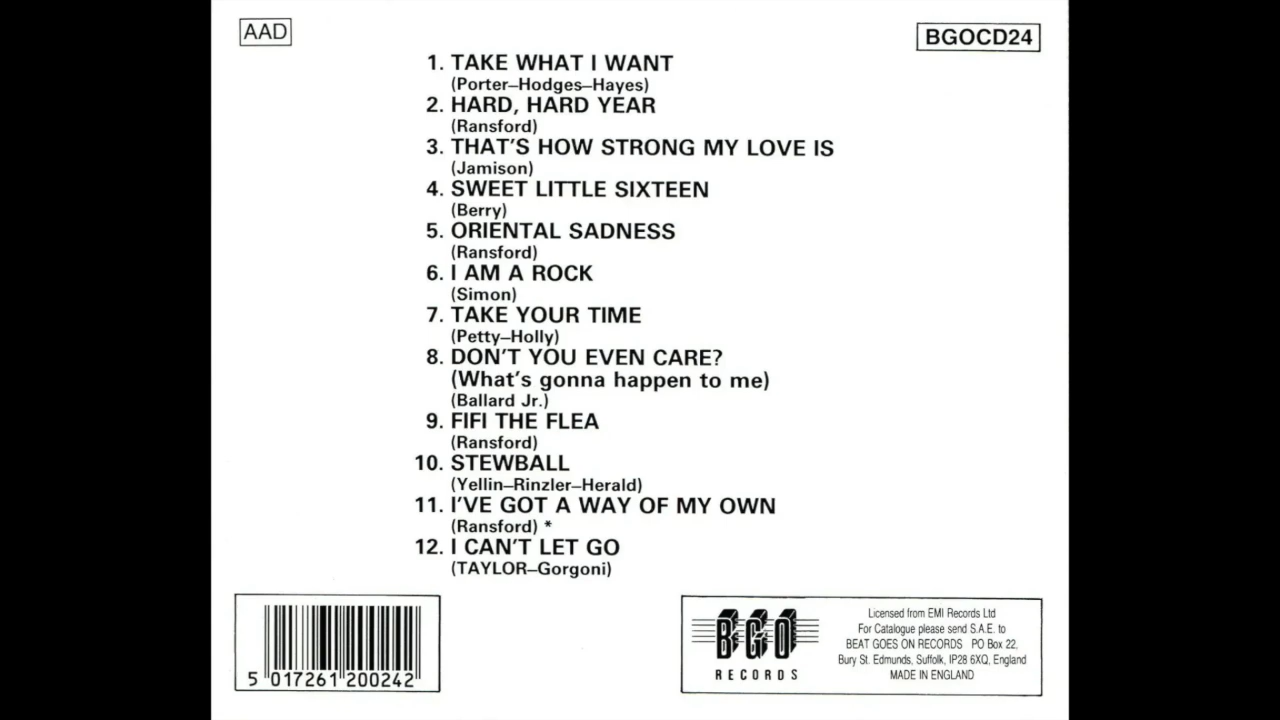 AAD
BGOCD24
1. TAKE WHAT I WANT
(Porter–Hodges–Hayes)
2. HARD, HARD YEAR
(Ransford)
3. THAT'S HOW STRONG MY LOVE IS
(Jamison)
4. SWEET LITTLE SIXTEEN
(Berry)
5. ORIENTAL SADNESS
(Ransford)
6. I AM A ROCK
(Simon)
7. TAKE YOUR TIME
(Petty–Holly)
8. DON'T YOU EVEN CARE?
(What's gonna happen to me)
(Ballard Jr.)
9. FIFI THE FLEA
(Ransford)
10. STEWBALL
(Yellin–Rinzler–Herald)
11. I'VE GOT A WAY OF MY OWN
(Ransford) *
12. I CAN'T LET GO
(TAYLOR–Gorgoni)
5 017261 200242
BGO
RECORDS
Licensed from EMI Records Ltd
For Catalogue please send S.A.E. to
BEAT GOES ON RECORDS PO Box 22,
Bury St. Edmunds, Suffolk, IP28 6XQ, England
MADE IN ENGLAND